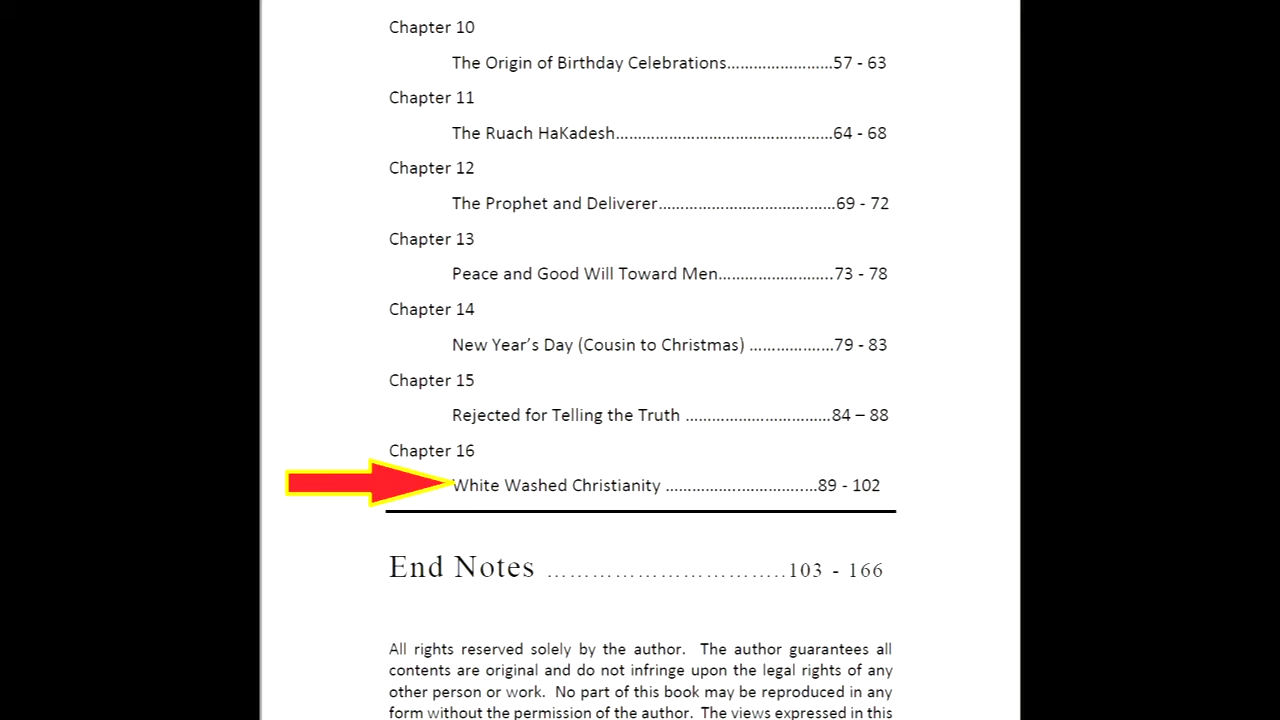 Chapter 10
The Origin of Birthday Celebrations........................57 - 63
Chapter 11
The Ruach HaKadesh.................................................64 - 68
Chapter 12
The Prophet and Deliverer........................................69 - 72
Chapter 13
Peace and Good Will Toward Men..........................73 - 78
Chapter 14
New Year’s Day (Cousin to Christmas) ...................79 - 83
Chapter 15
Rejected for Telling the Truth .................................84 – 88
Chapter 16
White Washed Christianity ..................................89 - 102
End Notes ................................103 - 166
All rights reserved solely by the author. The author guarantees all
contents are original and do not infringe upon the legal rights of any
other person or work. No part of this book may be reproduced in any
form without the permission of the author. The views expressed in this